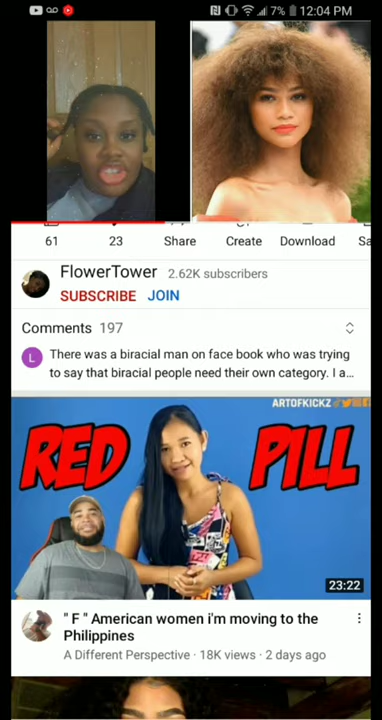 7% 12:04 PM
61 23 Share Create Download Sa
FlowerTower 2.62K subscribers
SUBSCRIBE JOIN
Comments 197
L
There was a biracial man on face book who was trying
to say that biracial people need their own category. I a...
ARTOFKICKZ
RED PILL
23:22
" F " American women i'm moving to the
Philippines
A Different Perspective · 18K views · 2 days ago